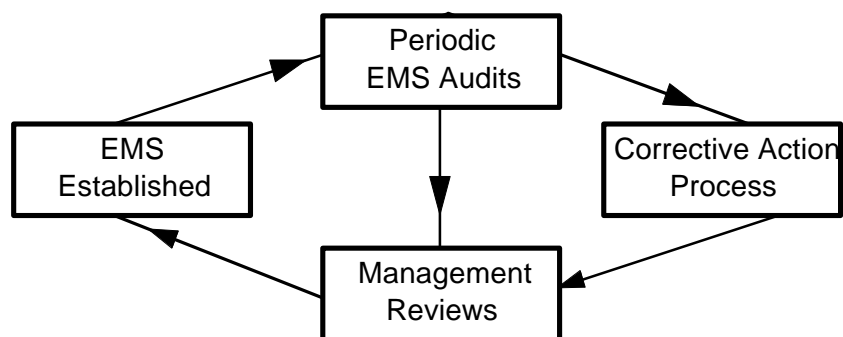 Periodic
EMS Audits
EMS
Established
Corrective Action
Process
Management
Reviews